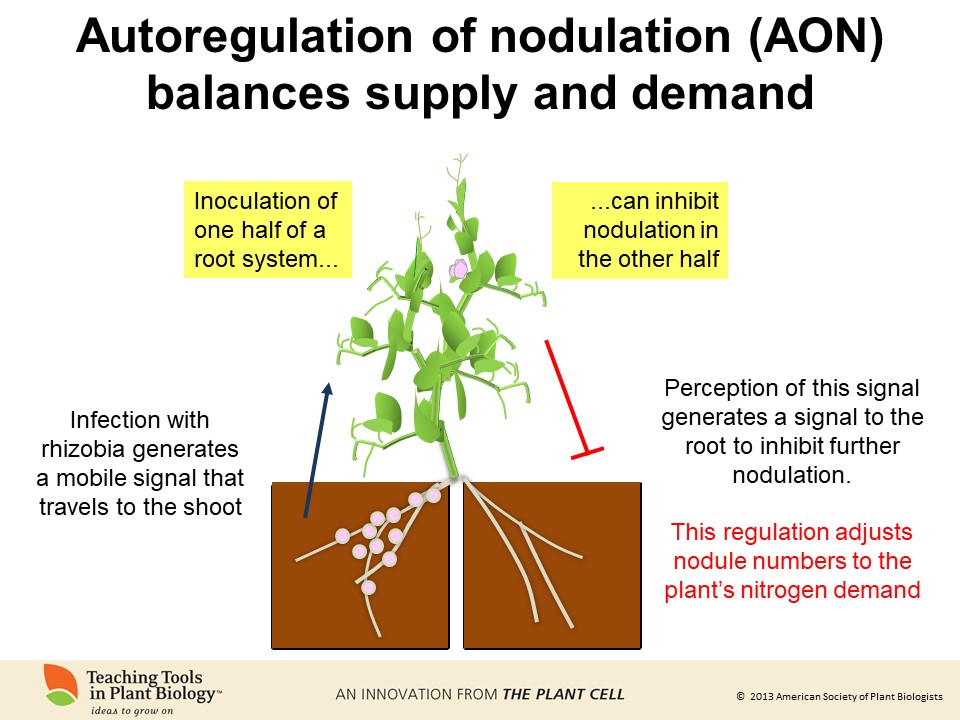 Autoregulation of nodulation (AON)
balances supply and demand
Inoculation of
one half of a
root system...
...can inhibit
nodulation in
the other half
Infection with
rhizobia generates
a mobile signal that
travels to the shoot
Perception of this signal
generates a signal to the
root to inhibit further
nodulation.
This regulation adjusts
nodule numbers to the
plant’s nitrogen demand
Teaching Tools
in Plant Biology™
ideas to grow on
AN INNOVATION FROM THE PLANT CELL
© 2013 American Society of Plant Biologists